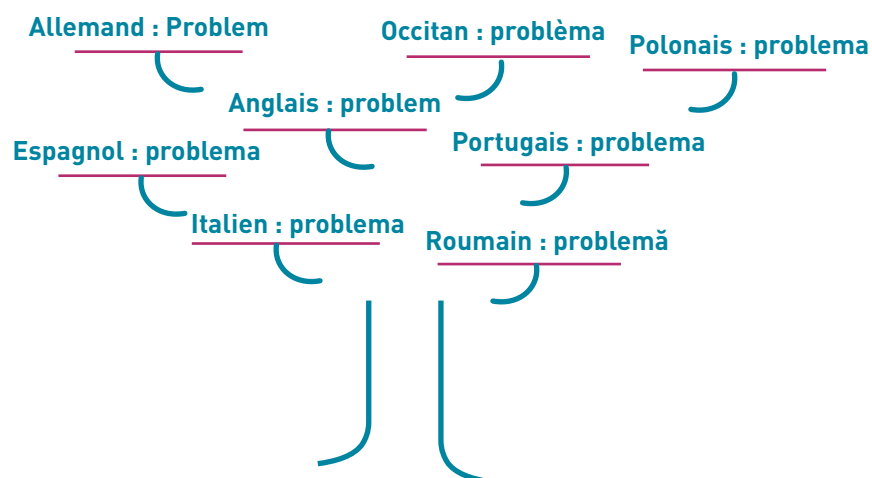 Allemand : Problem
Occitan : problèma
Polonais : problema
Anglais : problem
Portugais : problema
Espagnol : problema
Italien : problema
Roumain : problemă